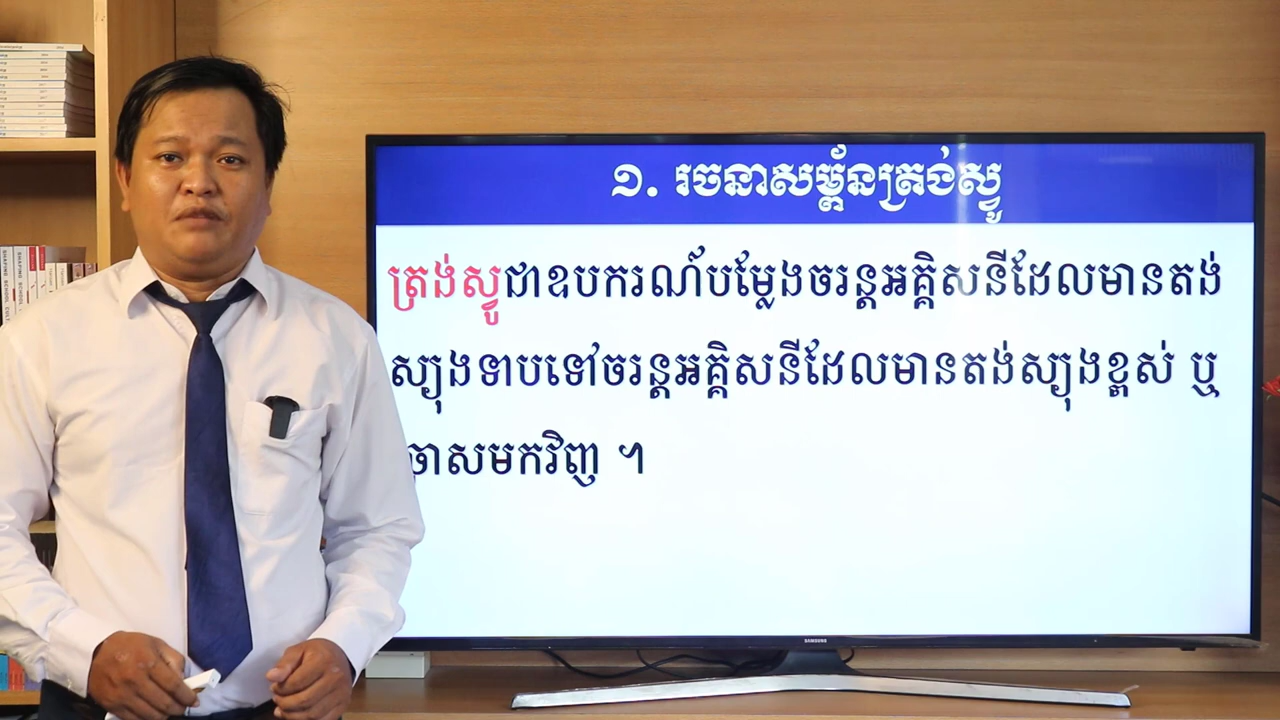 ១. រចនាសម្ព័នត្រង់ស្វូ
ត្រង់ស្វូជាឧបករណ៍បម្លែងចរន្តអគ្គិសនីដែលមានតង់
ស្យុងទាបទៅចរន្តអគ្គិសនីដែលមានតង់ស្យុងខ្ពស់ ឬ
ច្រាសមកវិញ ។
SAMSUNG